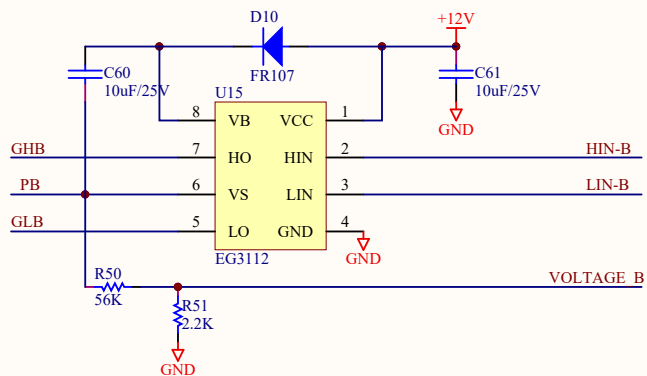 D10
+12V
FR107
C60
10uF/25V
C61
10uF/25V
GND
U15
8 VB VCC 1
GHB 7 HO HIN 2 HIN-B
PB 6 VS LIN 3 LIN-B
GLB 5 LO GND 4
GND
EG3112
R50
56K
VOLTAGE_B
R51
2.2K
GND